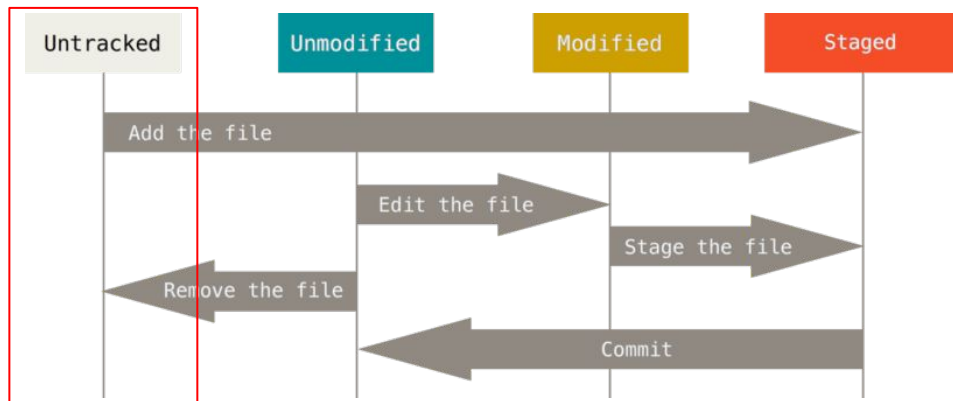 Untracked
Unmodified
Modified
Staged
Add the file
Edit the file
Stage the file
Remove the file
Commit